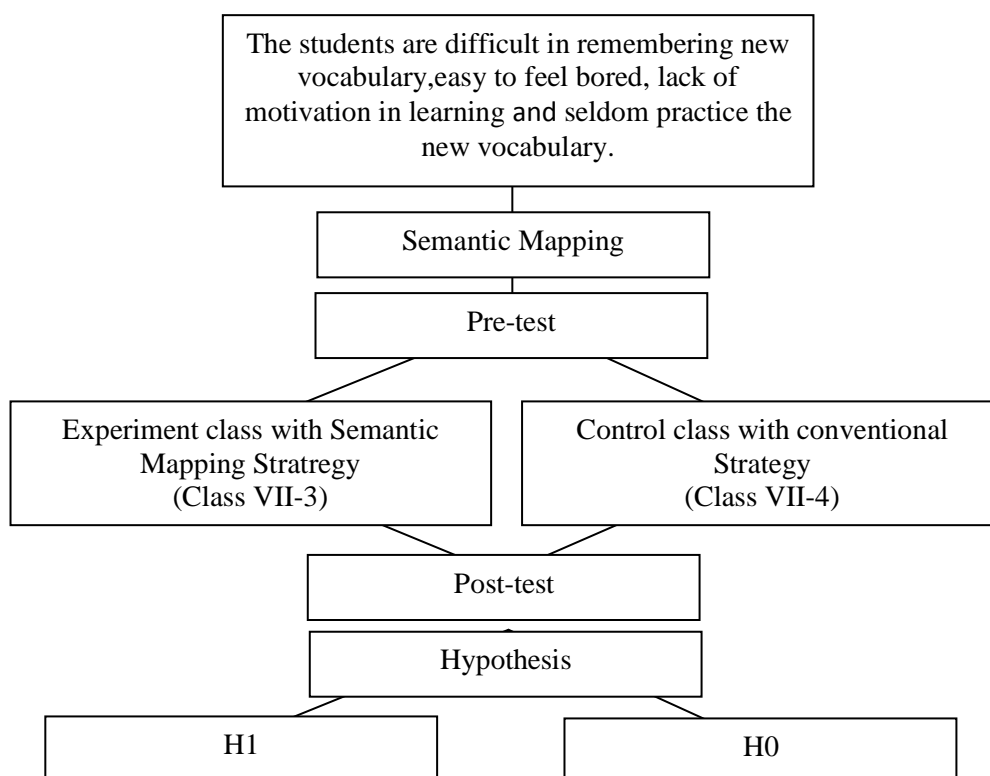 The students are difficult in remembering new
vocabulary,easy to feel bored, lack of
motivation in learning and seldom practice the
new vocabulary.
Semantic Mapping
Pre-test
Experiment class with Semantic
Mapping Stratregy
(Class VII-3)
Control class with conventional
Strategy
(Class VII-4)
Post-test
Hypothesis
H1
H0